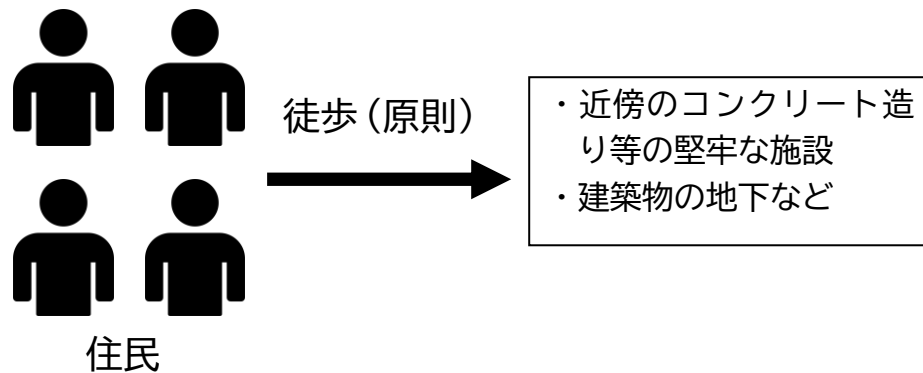 徒歩(原則)
・近傍のコンクリート造
り等の堅牢な施設
・建築物の地下など
住民